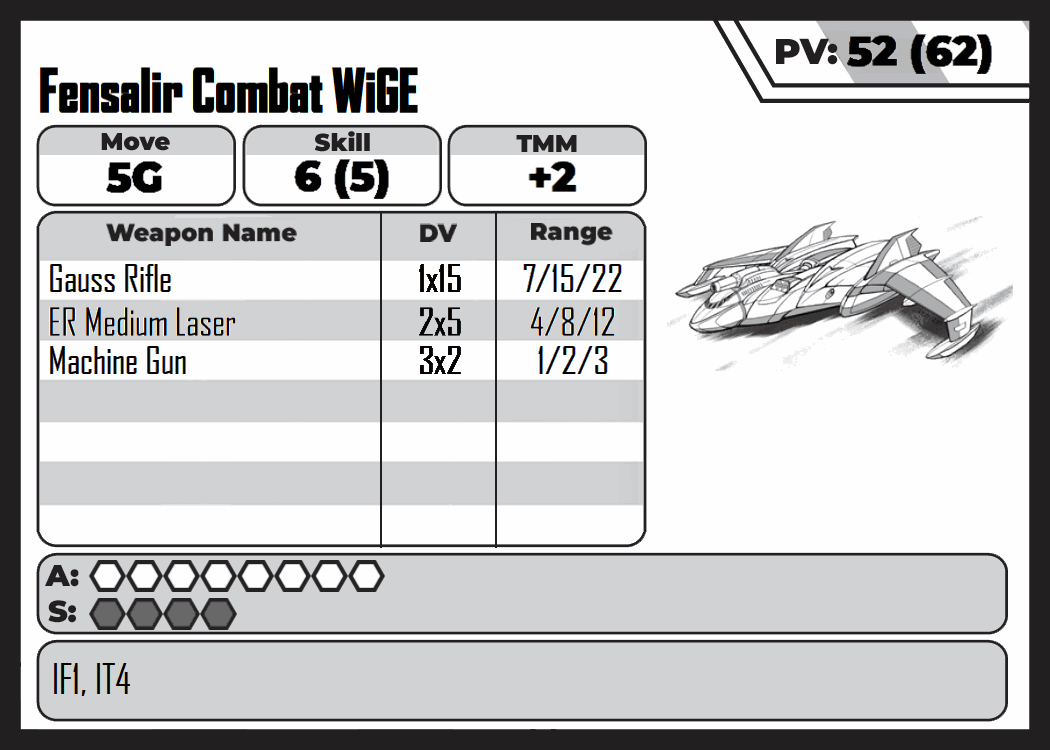 PV: 52 (62)
Fensalir Combat WiGE
Move Skill TMM
5G 6 (5) +2
Weapon Name DV Range
Gauss Rifle 1x15 7/15/22
ER Medium Laser 2x5 4/8/12
Machine Gun 3x2 1/2/3
A:
S:
IF1, IT4